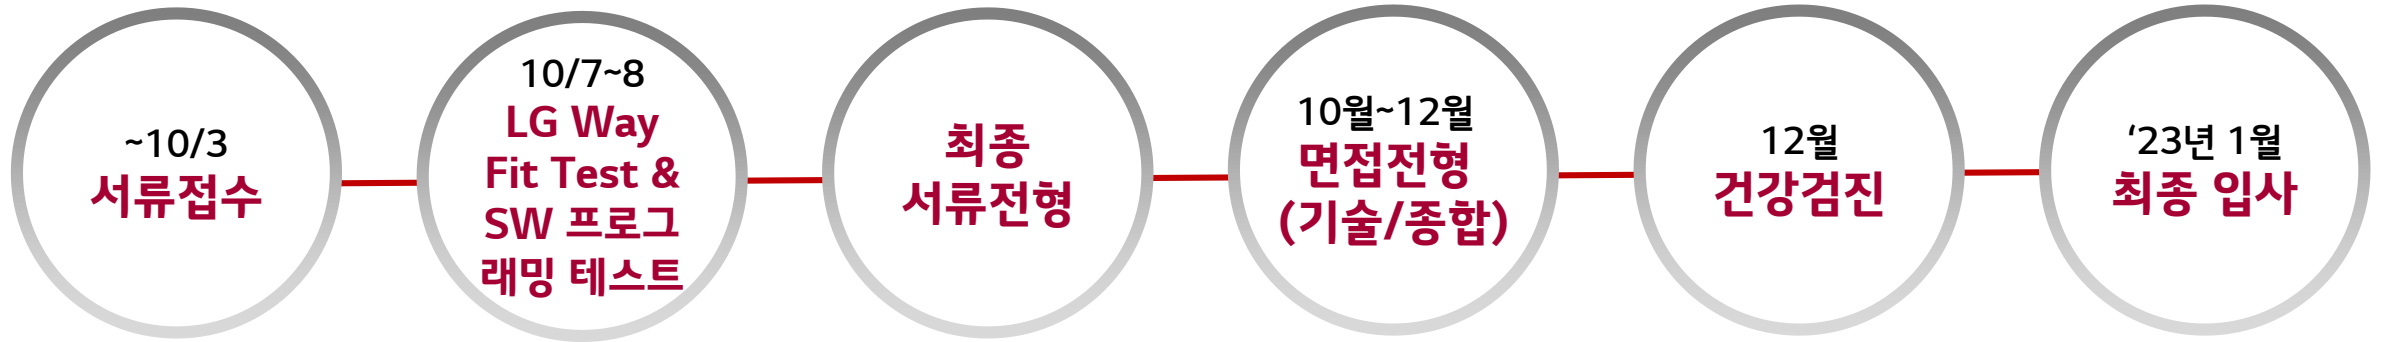 ~10/3
서류접수
10/7~8
LG Way
Fit Test &
SW 프로그
래밍 테스트
최종
서류전형
10월~12월
면접전형
(기술/종합)
12월
건강검진
‘23년 1월
최종 입사